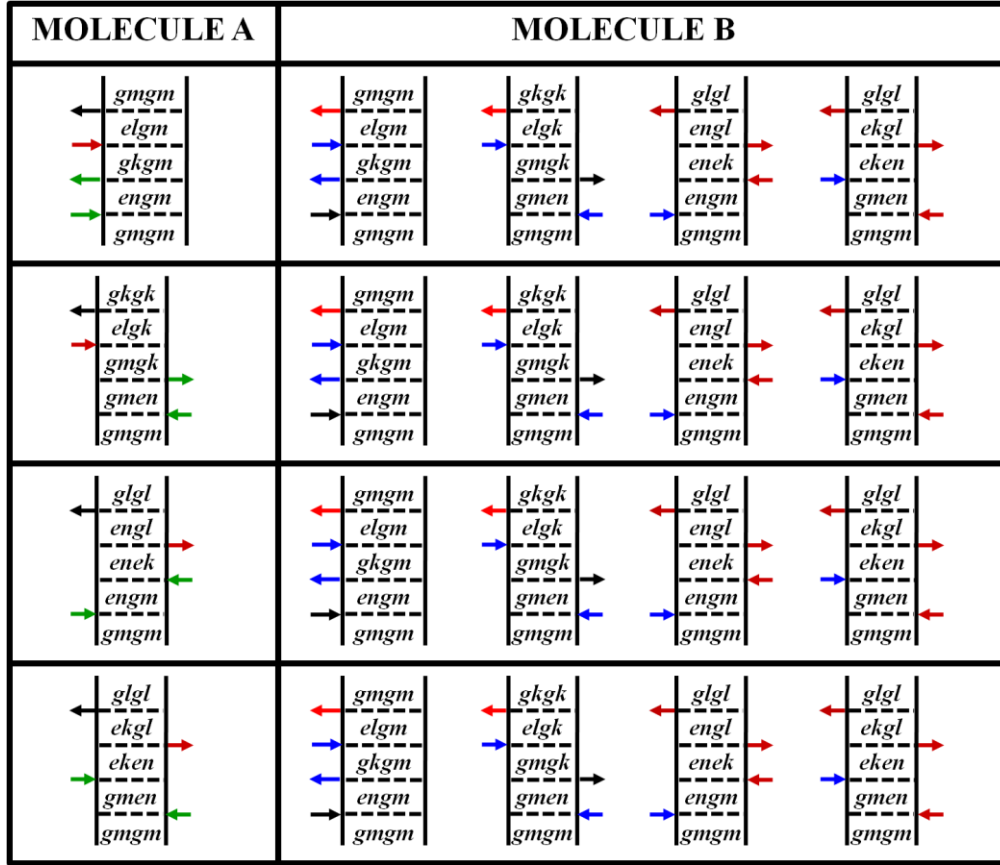 MOLECULE A MOLECULE B
gmgm gmgm gkgk glgl glgl
elgm elgm elgk engl ekgl
gkgm gkgm gmgk enek eken
engm engm gmen engm gmen
gmgm gmgm gmgm gmgm gmgm
gkgk gmgm gkgk glgl glgl
elgk elgm elgk engl ekgl
gmgk gkgm gmgk enek eken
gmen engm gmen engm gmen
gmgm gmgm gmgm gmgm gmgm
glgl gmgm gkgk glgl glgl
engl elgm elgk engl ekgl
enek gkgm gmgk enek eken
engm engm gmen engm gmen
gmgm gmgm gmgm gmgm gmgm
glgl gmgm gkgk glgl glgl
ekgl elgm elgk engl ekgl
eken gkgm gmgk enek eken
gmen engm gmen engm gmen
gmgm gmgm gmgm gmgm gmgm